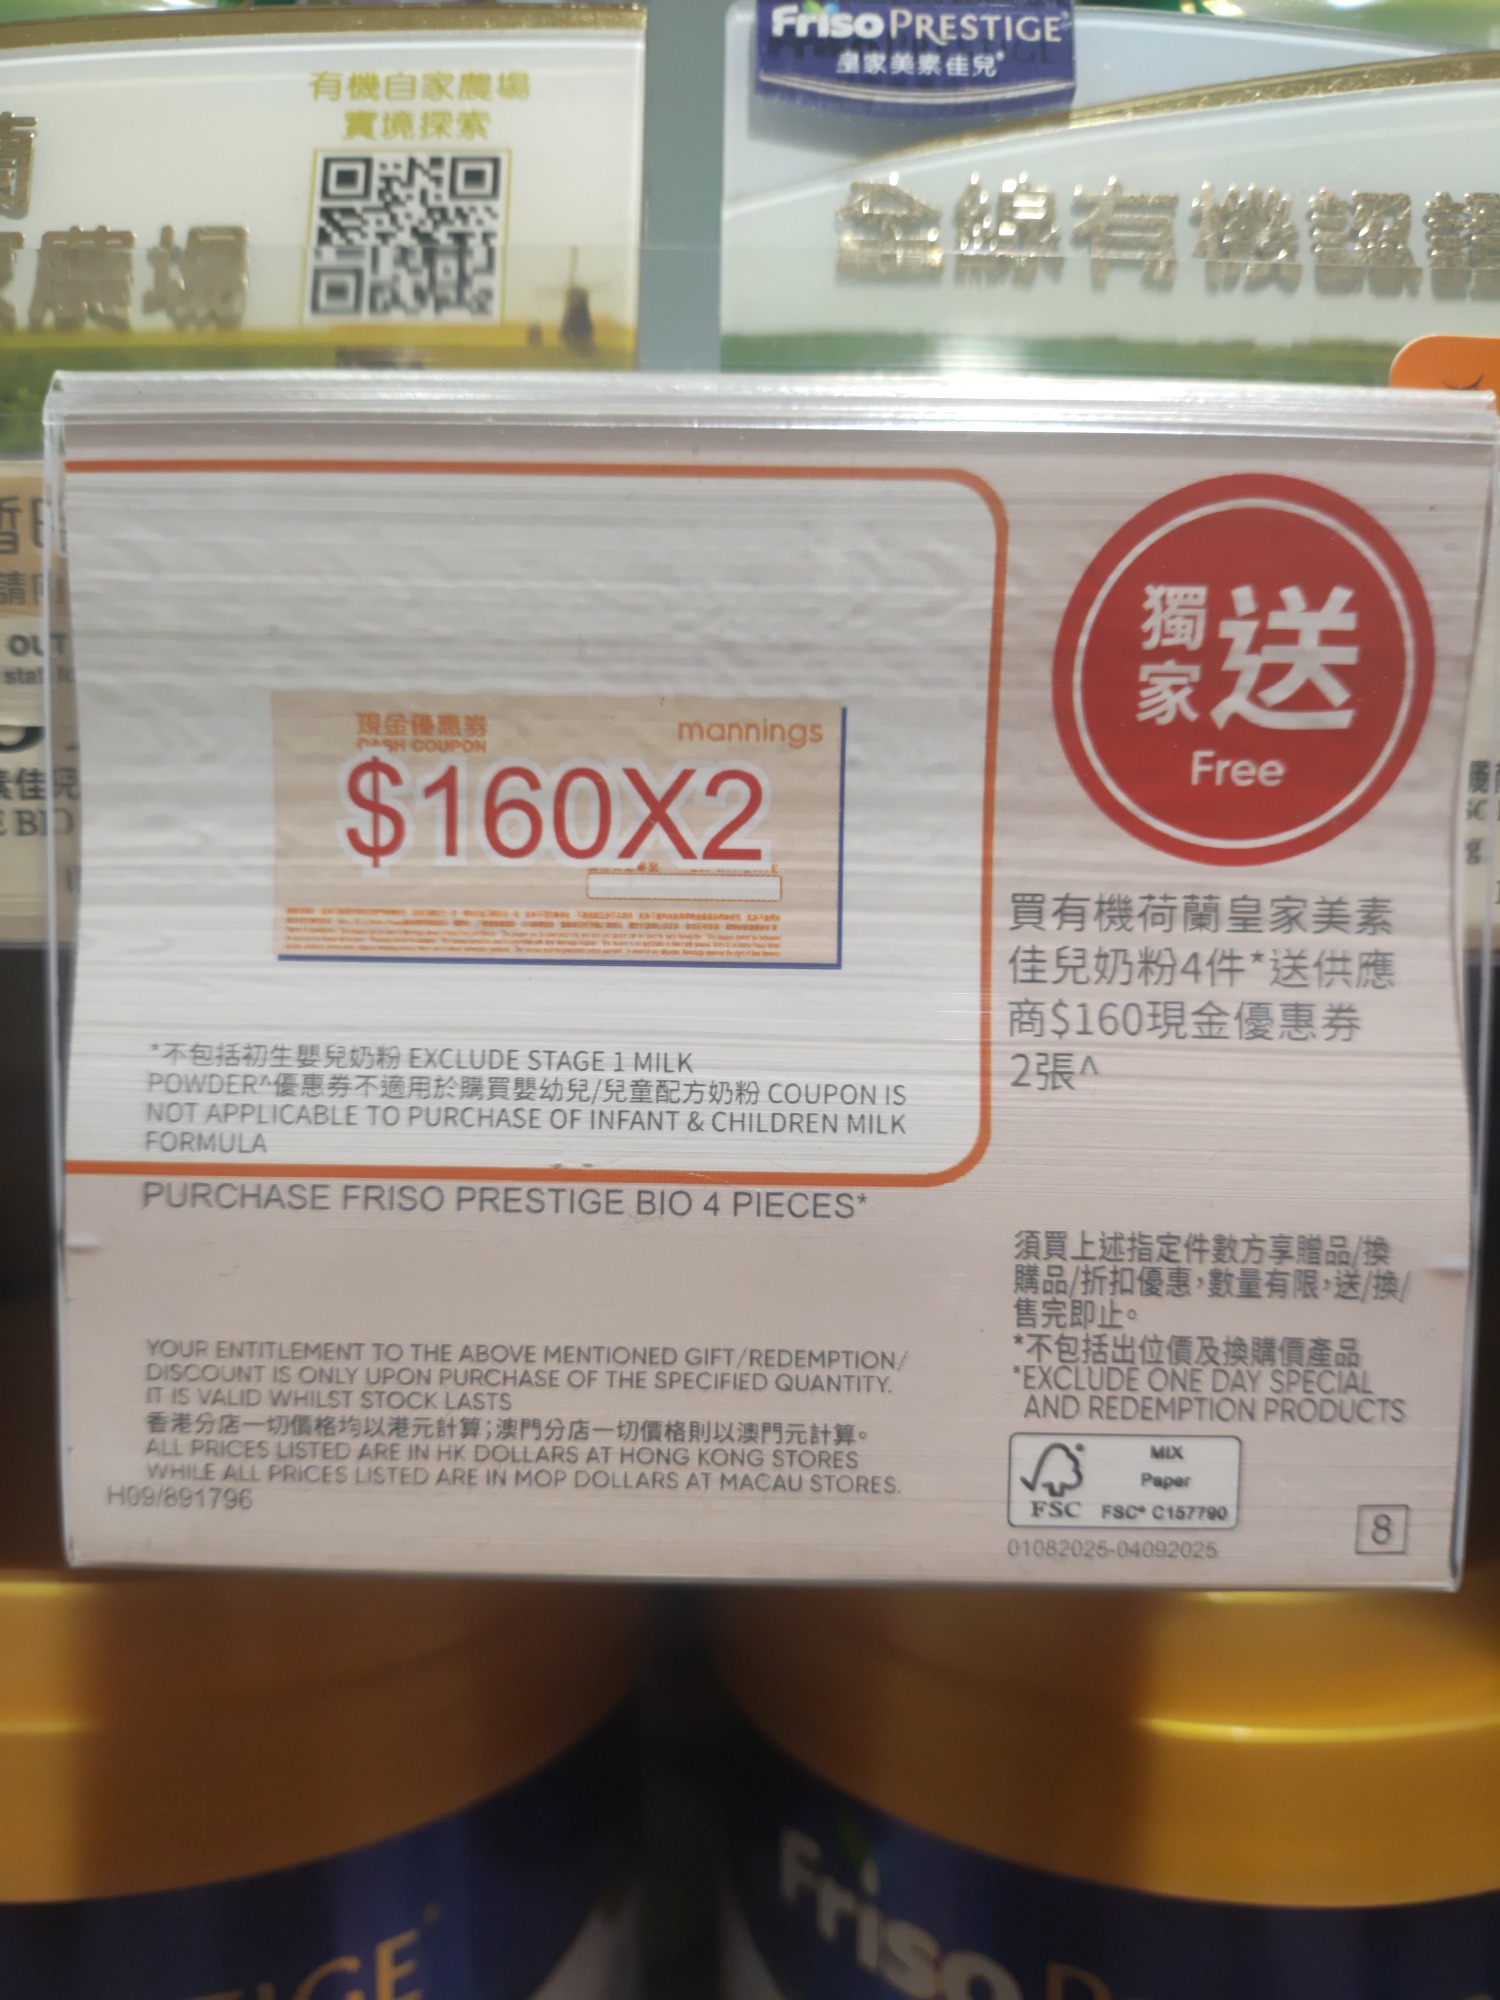 Friso PRESTIGE
皇家美素佳兒
有機自家農場
實境探索
農場
全線有機認證
獨家送
Free
現金優惠券
CASH COUPON
mannings
$160X2
買有機荷蘭皇家美素
佳兒奶粉4件*送供應
商$160現金優惠券
2張^
*不包括初生嬰兒奶粉 EXCLUDE STAGE 1 MILK
POWDER^優惠券不適用於購買嬰幼兒/兒童配方奶粉 COUPON IS
NOT APPLICABLE TO PURCHASE OF INFANT & CHILDREN MILK
FORMULA
PURCHASE FRISO PRESTIGE BIO 4 PIECES*
須買上述指定件數方享贈品/換
購品/折扣優惠,數量有限,送/換/
售完即止。
*不包括出位價及換購價產品
*EXCLUDE ONE DAY SPECIAL
AND REDEMPTION PRODUCTS
YOUR ENTITLEMENT TO THE ABOVE MENTIONED GIFT/REDEMPTION/
DISCOUNT IS ONLY UPON PURCHASE OF THE SPECIFIED QUANTITY.
IT IS VALID WHILST STOCK LASTS
香港分店一切價格均以港元計算;澳門分店一切價格則以澳門元計算。
ALL PRICES LISTED ARE IN HK DOLLARS AT HONG KONG STORES
WHILE ALL PRICES LISTED ARE IN MOP DOLLARS AT MACAU STORES.
H09/891796
FSC
MIX
Paper
FSC® C157790
01082025-04092025
8
Friso